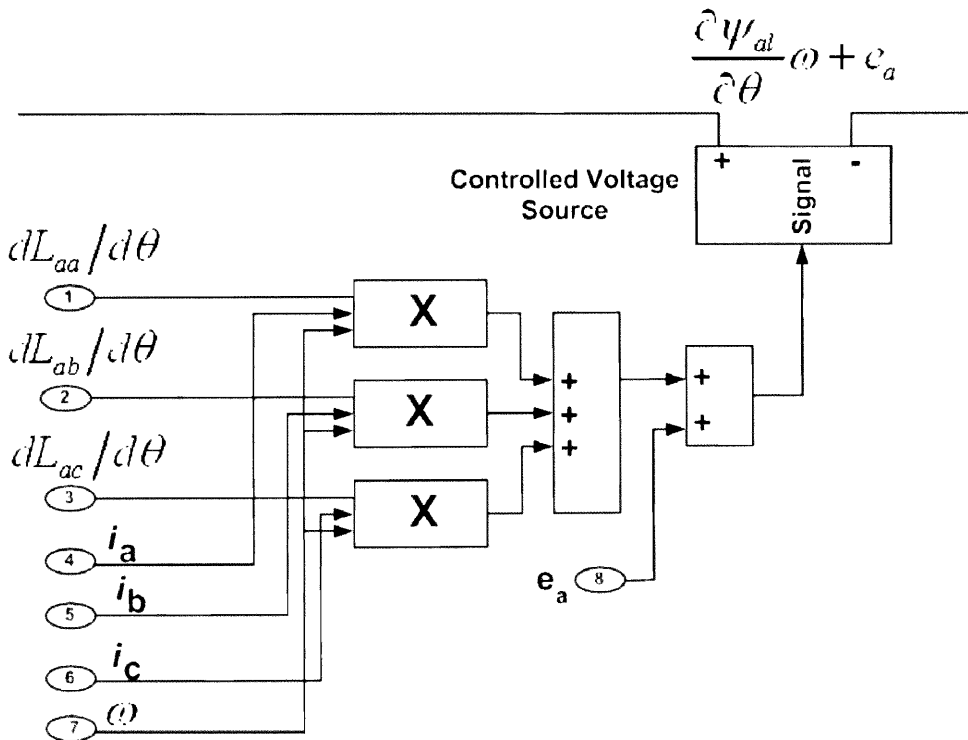 ∂ψ_al/∂θ ω + e_a
+ -
Signal
Controlled Voltage
Source
dL_aa/dθ
1
X
dL_ab/dθ
2
X
+
+
+
+
+
dL_ac/dθ
3
X
4 i_a
e_a 8
5 i_b
6 i_c
7 ω